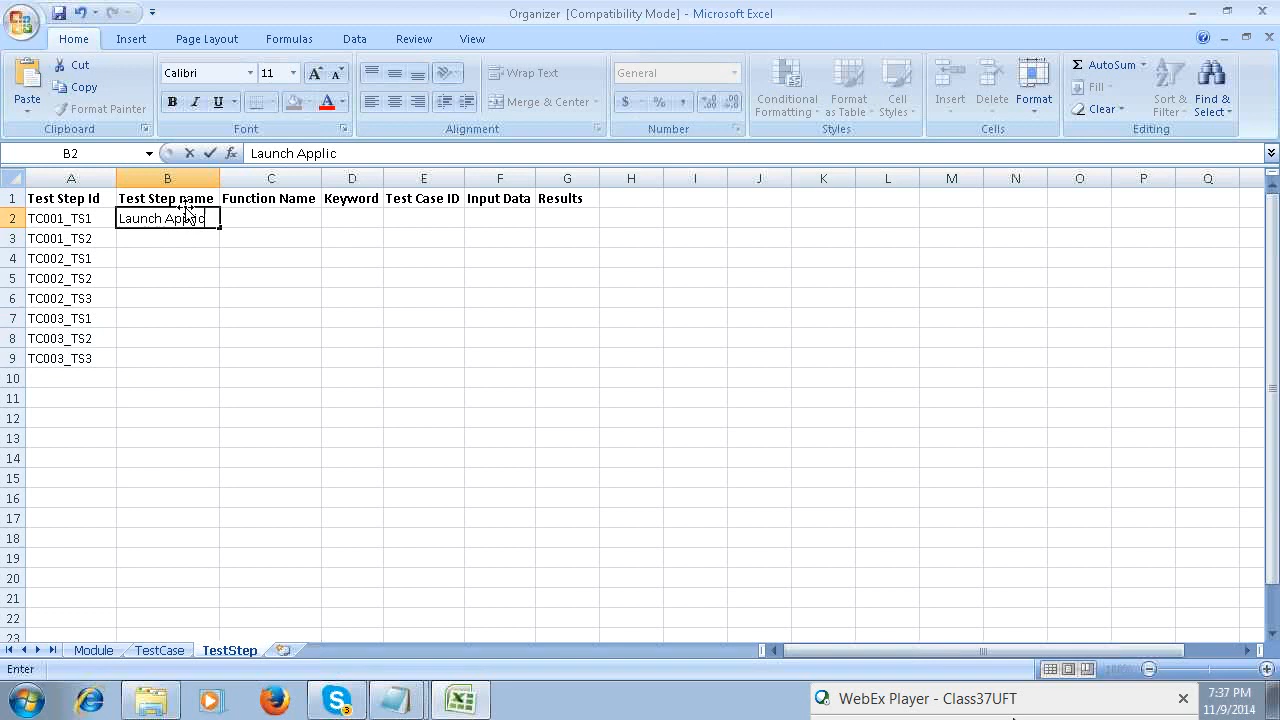 Organizer [Compatibility Mode] - Microsoft Excel
Home Insert Page Layout Formulas Data Review View
Cut Calibri 11 Wrap Text General AutoSum
Copy Fill
Paste Format Painter Merge & Center $ % , Conditional Formatting Format as Table Cell Styles Insert Delete Format Clear Sort & Filter Find & Select
Clipboard Font Alignment Number Styles Cells Editing
B2 Launch Applic
A B C D E F G H I J K L M N O P Q
1 Test Step Id Test Step name Function Name Keyword Test Case ID Input Data Results
2 TC001_TS1 Launch Applic
3 TC001_TS2
4 TC002_TS1
5 TC002_TS2
6 TC002_TS3
7 TC003_TS1
8 TC003_TS2
9 TC003_TS3
10
11
12
13
14
15
16
17
18
19
20
21
22
23
Module TestCase TestStep
Enter 100%
WebEx Player - Class37UFT 7:37 PM
11/9/2014